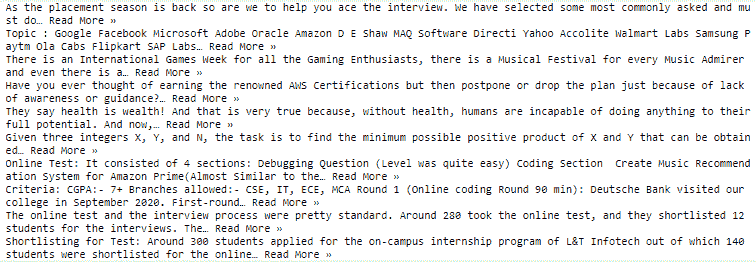 As the placement season is back so are we to help you ace the interview. We have selected some most commonly asked and mu
st do… Read More »
Topic : Google Facebook Microsoft Adobe Oracle Amazon D E Shaw MAQ Software Directi Yahoo Accolite Walmart Labs Samsung P
aytm Ola Cabs Flipkart SAP Labs… Read More »
There is an International Games Week for all the Gaming Enthusiasts, there is a Musical Festival for every Music Admirer
and even there is a… Read More »
Have you ever thought of earning the renowned AWS Certifications but then postpone or drop the plan just because of lack
of awareness or guidance?… Read More »
They say health is wealth! And that is very true because, without health, humans are incapable of doing anything to their
full potential. And now,… Read More »
Given three integers X, Y, and N, the task is to find the minimum possible positive product of X and Y that can be obtain
ed… Read More »
Online Test: It consisted of 4 sections: Debugging Question (Level was quite easy) Coding Section  Create Music Recommend
ation System for Amazon Prime(Almost Similar to the… Read More »
Criteria: CGPA:- 7+ Branches allowed:- CSE, IT, ECE, MCA Round 1 (Online coding Round 90 min): Deutsche Bank visited our
college in September 2020. First-round… Read More »
The online test and the interview process were pretty standard. Around 280 took the online test, and they shortlisted 12
students for the interviews. The… Read More »
Shortlisting for Test: Around 300 students applied for the on-campus internship program of L&T Infotech out of which 140
students were shortlisted for the online… Read More »